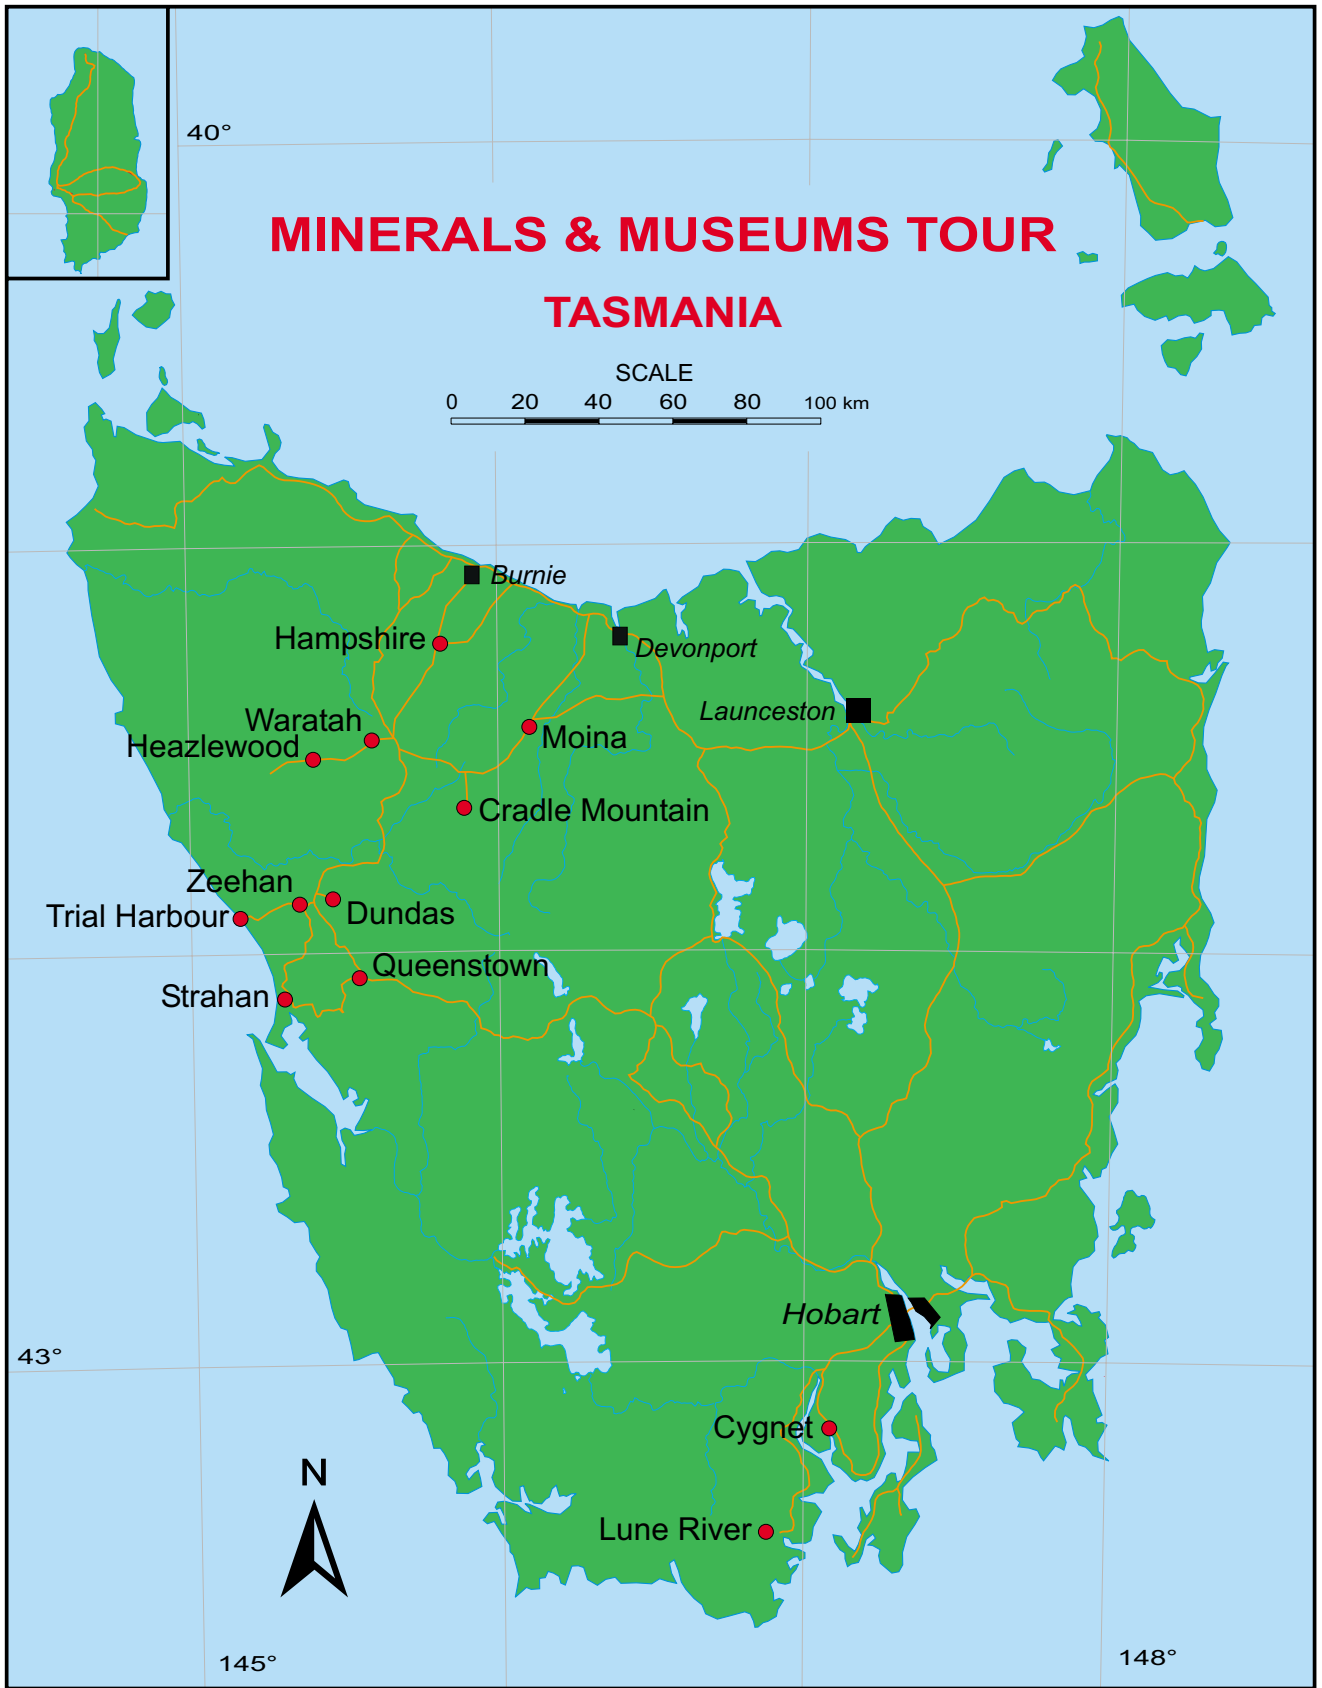 40°
MINERALS & MUSEUMS TOUR
TASMANIA
SCALE
0 20 40 60 80 100 km
Burnie
Hampshire
Devonport
Launceston
Waratah
Heazlewood
Moina
Cradle Mountain
Zeehan
Trial Harbour
Dundas
Queenstown
Strahan
Hobart
43°
Cygnet
N
Lune River
145°
148°